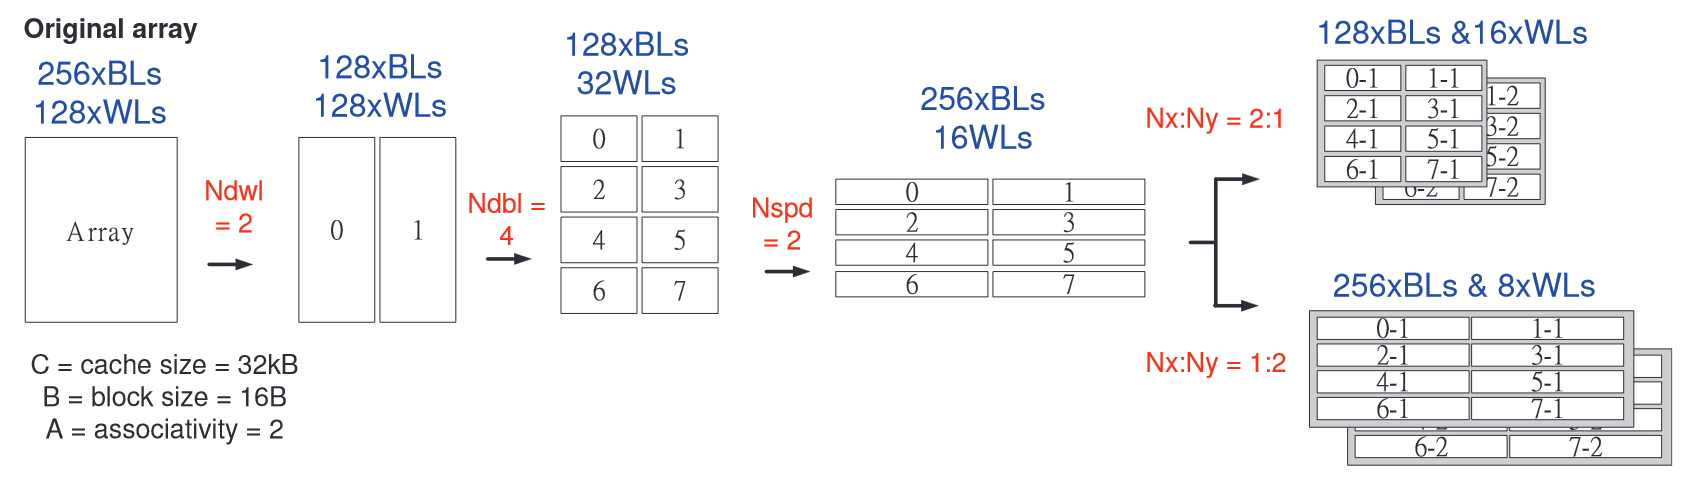 Original array
256xBLs
128xWLs
Array
C = cache size = 32kB
B = block size = 16B
A = associativity = 2
Ndwl
= 2
128xBLs
128xWLs
0 1
Ndbl =
4
128xBLs
32WLs
0 1
2 3
4 5
6 7
Nspd
= 2
256xBLs
16WLs
0 1
2 3
4 5
6 7
Nx:Ny = 2:1
128xBLs &16xWLs
0-1 1-1
2-1 3-1
4-1 5-1
6-1 7-1
1-2
3-2
5-2
6-2 7-2
Nx:Ny = 1:2
256xBLs & 8xWLs
0-1 1-1
2-1 3-1
4-1 5-1
6-1 7-1
6-2 7-2